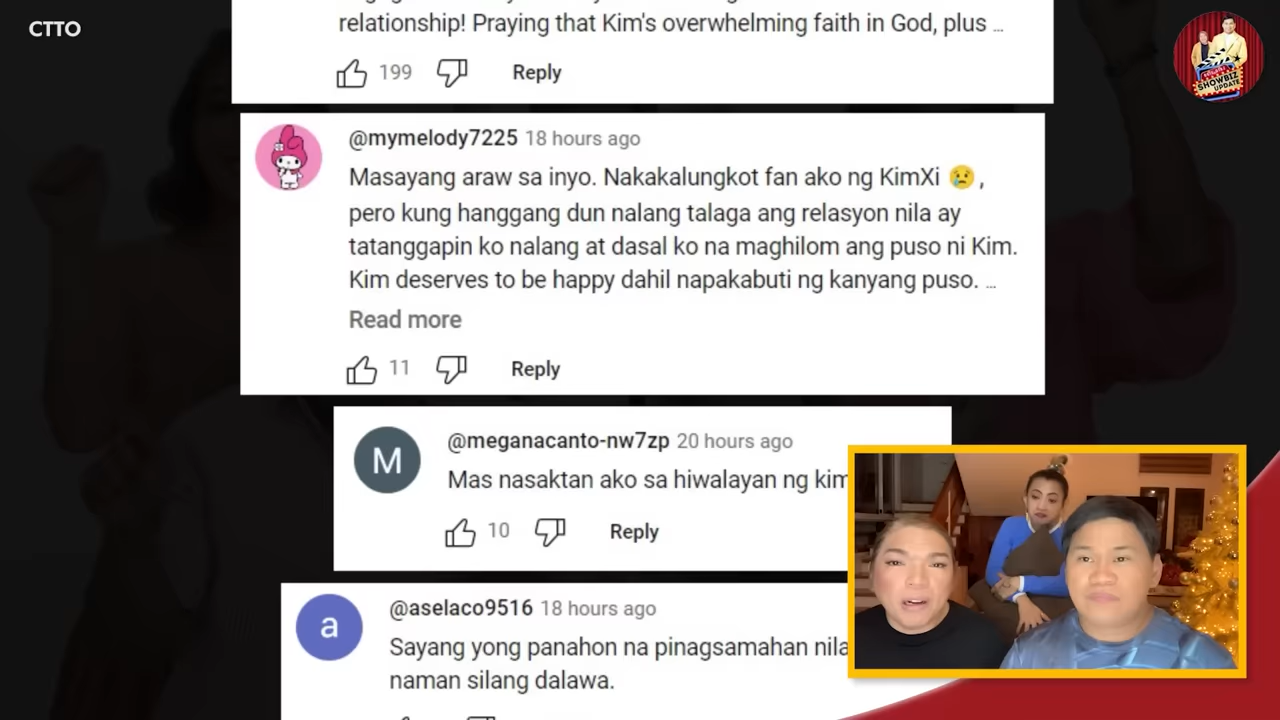 CTTO
relationship! Praying that Kim's overwhelming faith in God, plus ...
199 Reply
SHOWBIZ
UPDATE
@mymelody7225 18 hours ago
Masayang araw sa inyo. Nakakalungkot fan ako ng KimXi 😢,
pero kung hanggang dun nalang talaga ang relasyon nila ay
tatanggapin ko nalang at dasal ko na maghilom ang puso ni Kim.
Kim deserves to be happy dahil napakabuti ng kanyang puso. ...
Read more
11 Reply
M
@meganacanto-nw7zp 20 hours ago
Mas nasaktan ako sa hiwalayan ng kim
10 Reply
a
@aselaco9516 18 hours ago
Sayang yong panahon na pinagsamahan nila
naman silang dalawa.